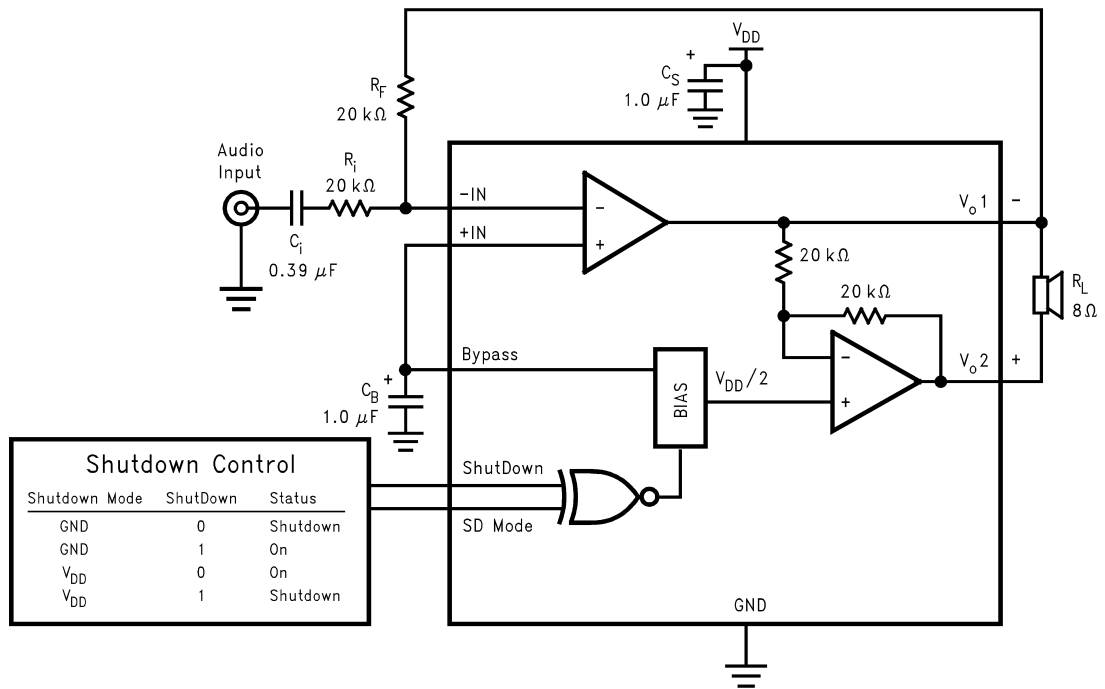 V_DD
+
C_S
1.0 µF
R_F
20 kΩ
Audio
Input
R_i
20 kΩ
C_i
0.39 µF
-IN
+IN
-
+
V_o1
-
20 kΩ
20 kΩ
R_L
8Ω
-
+
V_o2
+
Bypass
+
C_B
1.0 µF
BIAS
V_DD/2
ShutDown
SD Mode
GND
Shutdown Control
Shutdown Mode ShutDown Status
GND 0 Shutdown
GND 1 On
V_DD 0 On
V_DD 1 Shutdown